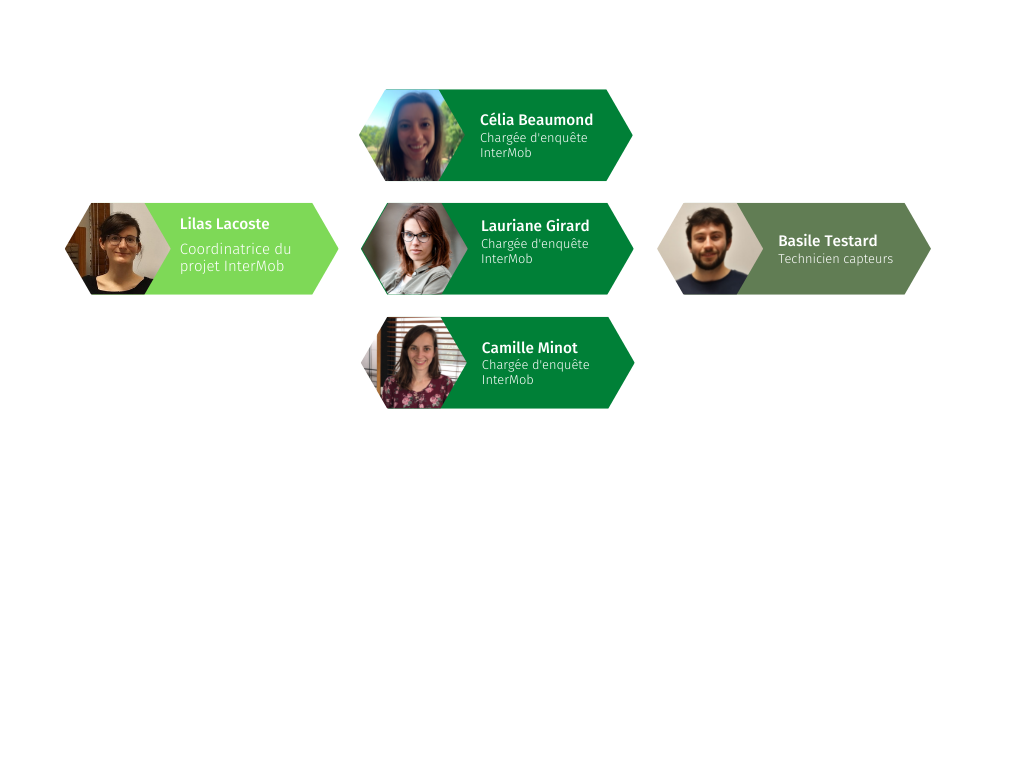 Célia Beaumond
Chargée d'enquête
InterMob
Lilas Lacoste
Coordinatrice du
projet InterMob
Lauriane Girard
Chargée d'enquête
InterMob
Basile Testard
Technicien capteurs
Camille Minot
Chargée d'enquête
InterMob